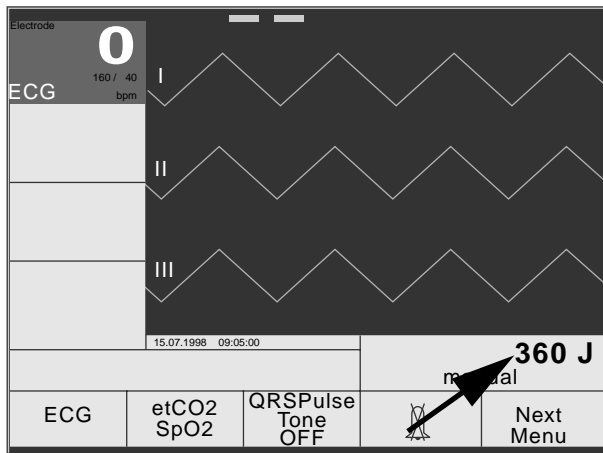 Electrode
0
160 / 40
ECG
bpm
I
II
III
15.07.1998 09:05:00
360 J
manual
ECG
etCO2
SpO2
QRSPulse
Tone
OFF
Next
Menu